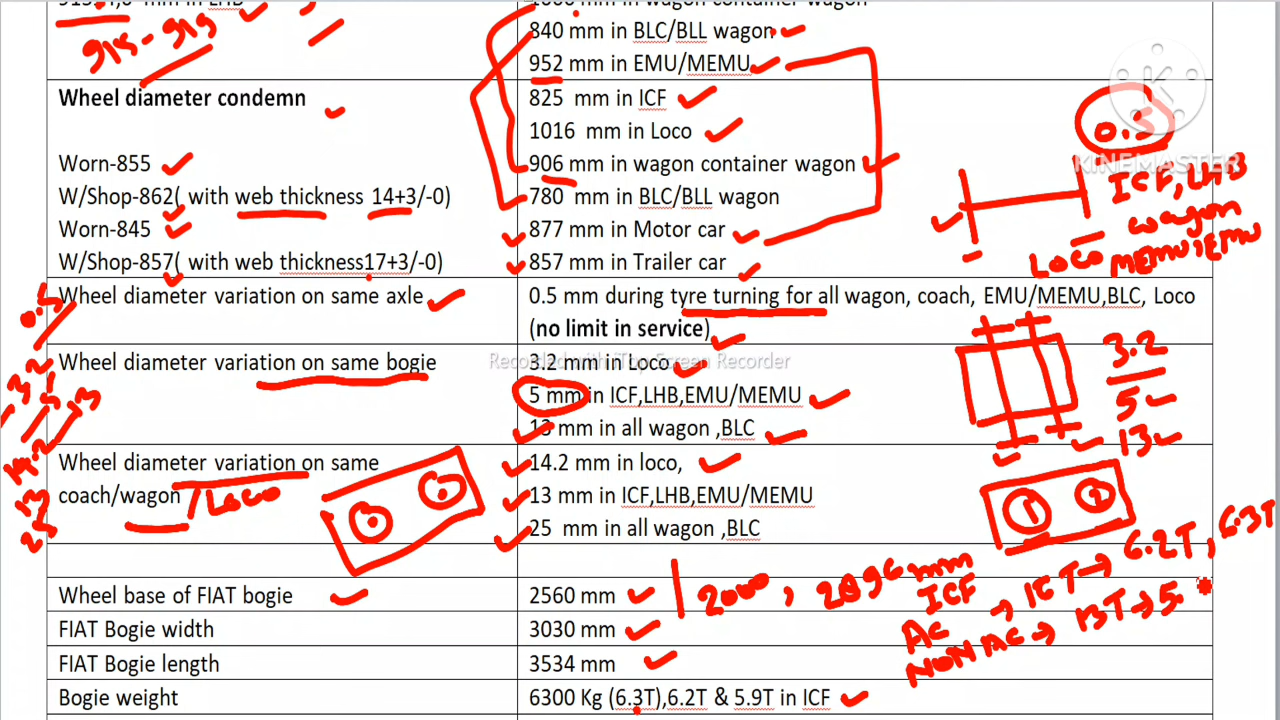 915 - 919
840 mm in BLC/BLL wagon
952 mm in EMU/MEMU
Wheel diameter condemn
825 mm in ICF
1016 mm in Loco
Worn-855
906 mm in wagon container wagon
W/Shop-862( with web thickness 14+3/-0)
780 mm in BLC/BLL wagon
Worn-845
877 mm in Motor car
W/Shop-857( with web thickness17+3/-0)
857 mm in Trailer car
0.5
KINEMASTER
ICF, LHB
wagon
LOCO MEMU/EMU
Wheel diameter variation on same axle
0.5 mm during tyre turning for all wagon, coach, EMU/MEMU,BLC, Loco
(no limit in service)
Recorded with iTop Screen Recorder
Wheel diameter variation on same bogie
3.2 mm in Loco
5 mm in ICF,LHB,EMU/MEMU
13 mm in all wagon ,BLC
3.2
5
13
0.5
Wheel diameter variation on same
coach/wagon / LOCO
14.2 mm in loco,
13 mm in ICF,LHB,EMU/MEMU
25 mm in all wagon ,BLC
1 2
Wheel base of FIAT bogie
2560 mm
2000, 2896 mm
ICF
AC → 16T → 6.2T, 6.3T
NON AC → 13T → 5.
FIAT Bogie width
3030 mm
FIAT Bogie length
3534 mm
Bogie weight
6300 Kg (6.3T),6.2T & 5.9T in ICF